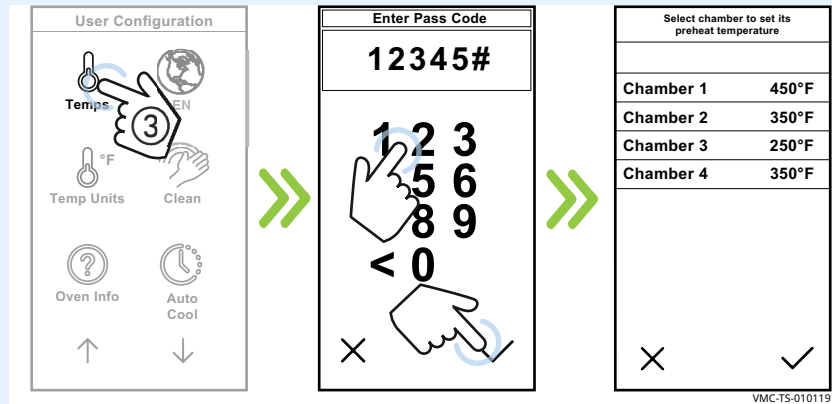 User Configuration
Temps
EN
3
°F
Temp Units
Clean
?
Oven Info
Auto
Cool
Enter Pass Code
12345#
1 2 3
5 6
8 9
< 0
Select chamber to set its
preheat temperature
Chamber 1 450°F
Chamber 2 350°F
Chamber 3 250°F
Chamber 4 350°F
VMC-TS-010119